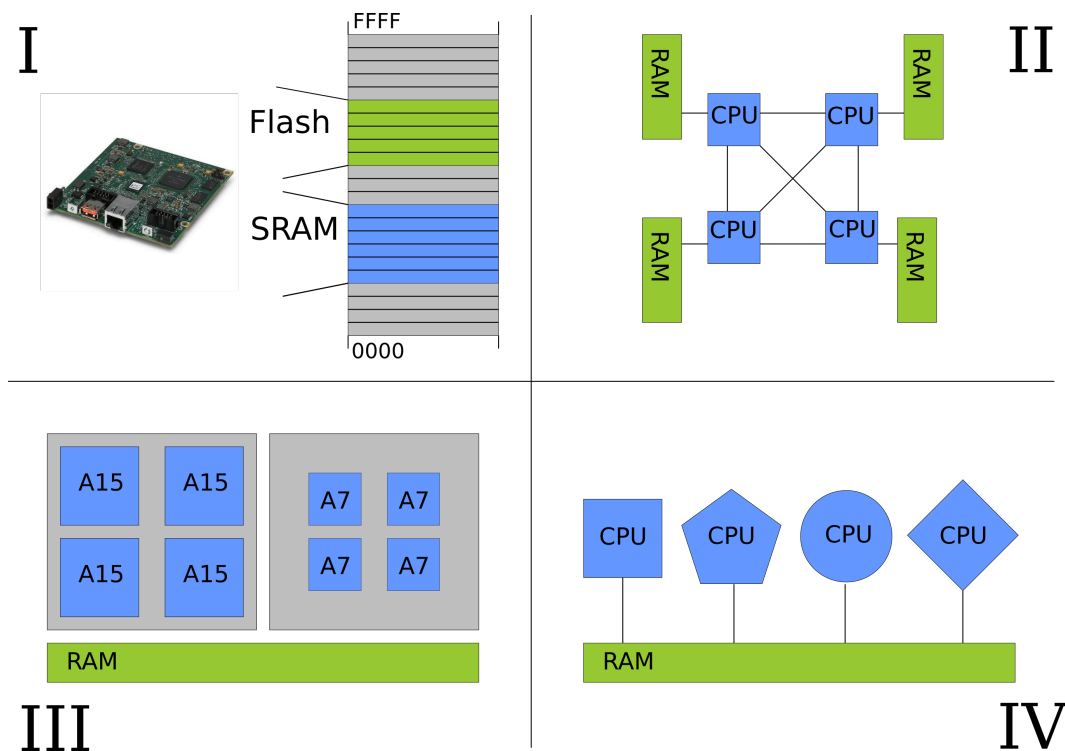 I
FFFF
Flash
SRAM
0000
II
RAM
RAM
CPU
CPU
CPU
CPU
RAM
RAM
A15
A15
A15
A15
A7
A7
A7
A7
RAM
III
CPU
CPU
CPU
CPU
RAM
IV